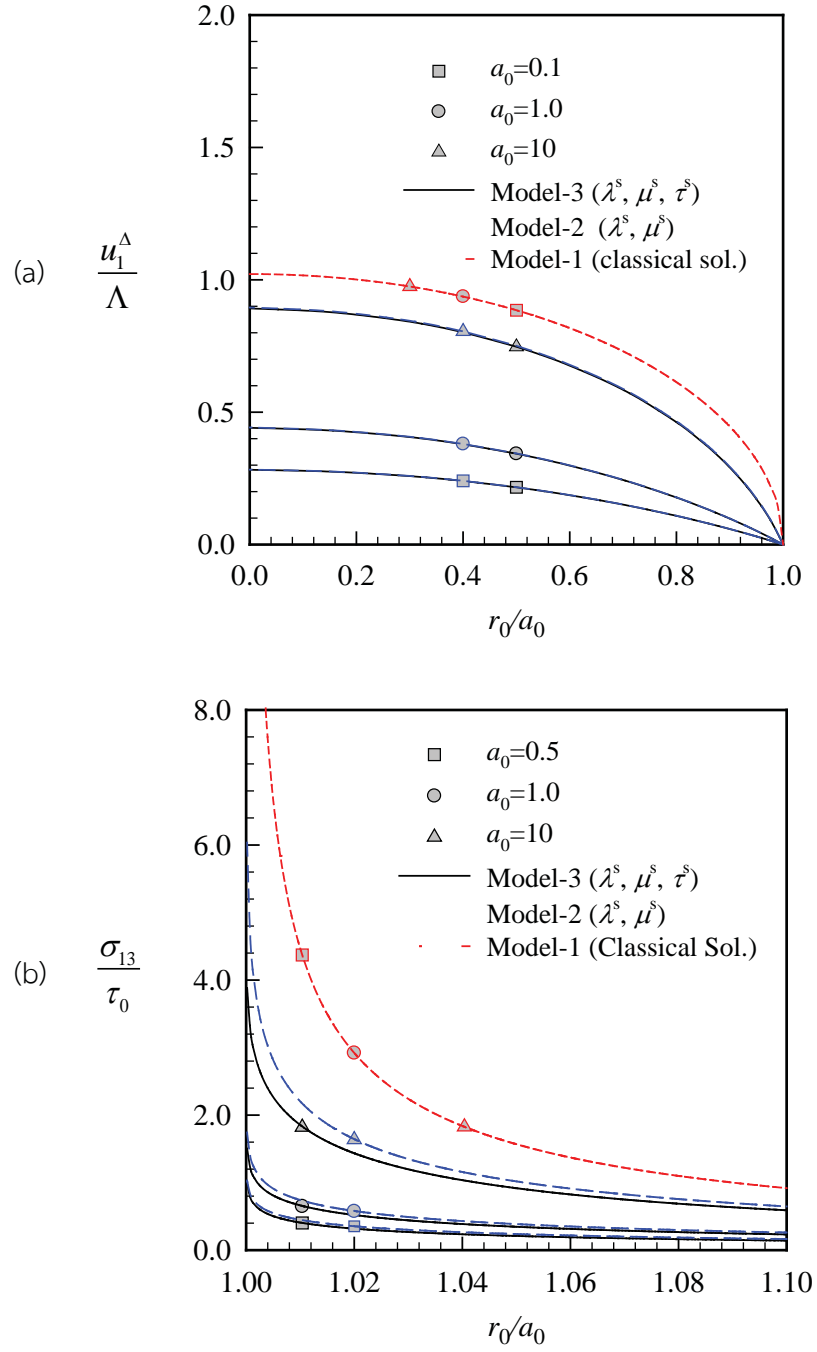 (a)
u₁^Δ / Λ
2.0
1.5
1.0
0.5
0.0
a₀=0.1
a₀=1.0
a₀=10
Model-3 (λˢ, μˢ, τˢ)
Model-2 (λˢ, μˢ)
Model-1 (classical sol.)
0.0 0.2 0.4 0.6 0.8 1.0
r₀/a₀
(b)
σ₁₃ / τ₀
8.0
6.0
4.0
2.0
0.0
a₀=0.5
a₀=1.0
a₀=10
Model-3 (λˢ, μˢ, τˢ)
Model-2 (λˢ, μˢ)
Model-1 (Classical Sol.)
1.00 1.02 1.04 1.06 1.08 1.10
r₀/a₀